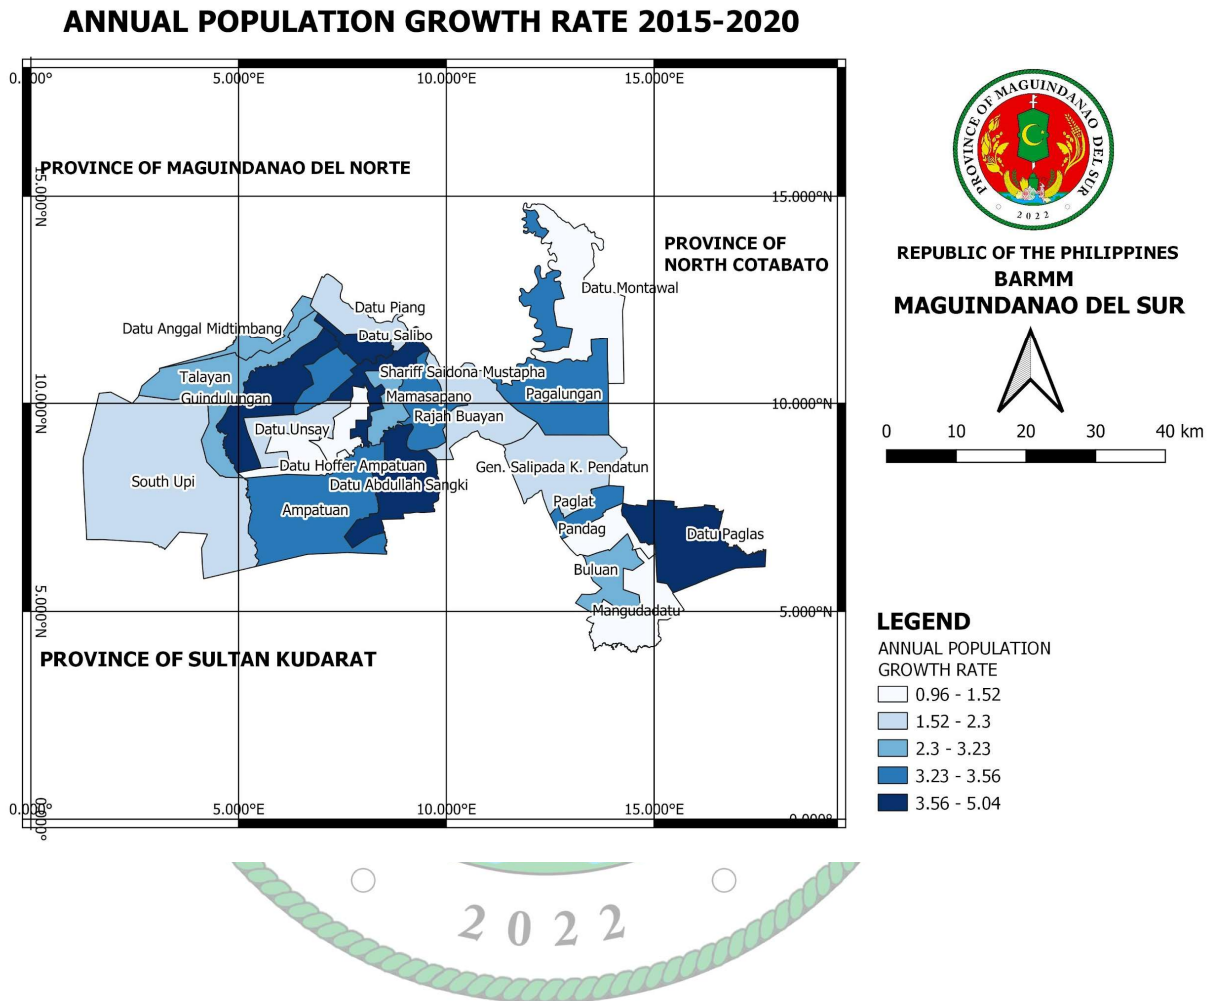 ANNUAL POPULATION GROWTH RATE 2015-2020
5.000°E
10.000°E
15.000°E
PROVINCE OF MAGUINDANAO DEL NORTE
15.000°N
15.000°N
PROVINCE OF
NORTH COTABATO
Datu Montawal
Datu Piang
Datu Anggal Midtimbang
Datu Salibo
Talayan
Shariff Saidona Mustapha
Guindulungan
Mamasapano
Pagalungan
10.000°N
10.000°N
Rajah Buayan
Datu Unsay
Datu Hoffer Ampatuan
Gen. Salipada K. Pendatun
South Upi
Datu Abdullah Sangki
Ampatuan
Paglat
Pandag
Datu Paglas
Buluan
Mangudadatu
5.000°N
5.000°N
PROVINCE OF SULTAN KUDARAT
5.000°E
10.000°E
15.000°E
PROVINCE OF MAGUINDANAO DEL SUR
2022
REPUBLIC OF THE PHILIPPINES
BARMM
MAGUINDANAO DEL SUR
0 10 20 30 40 km
LEGEND
ANNUAL POPULATION
GROWTH RATE
0.96 - 1.52
1.52 - 2.3
2.3 - 3.23
3.23 - 3.56
3.56 - 5.04
2022